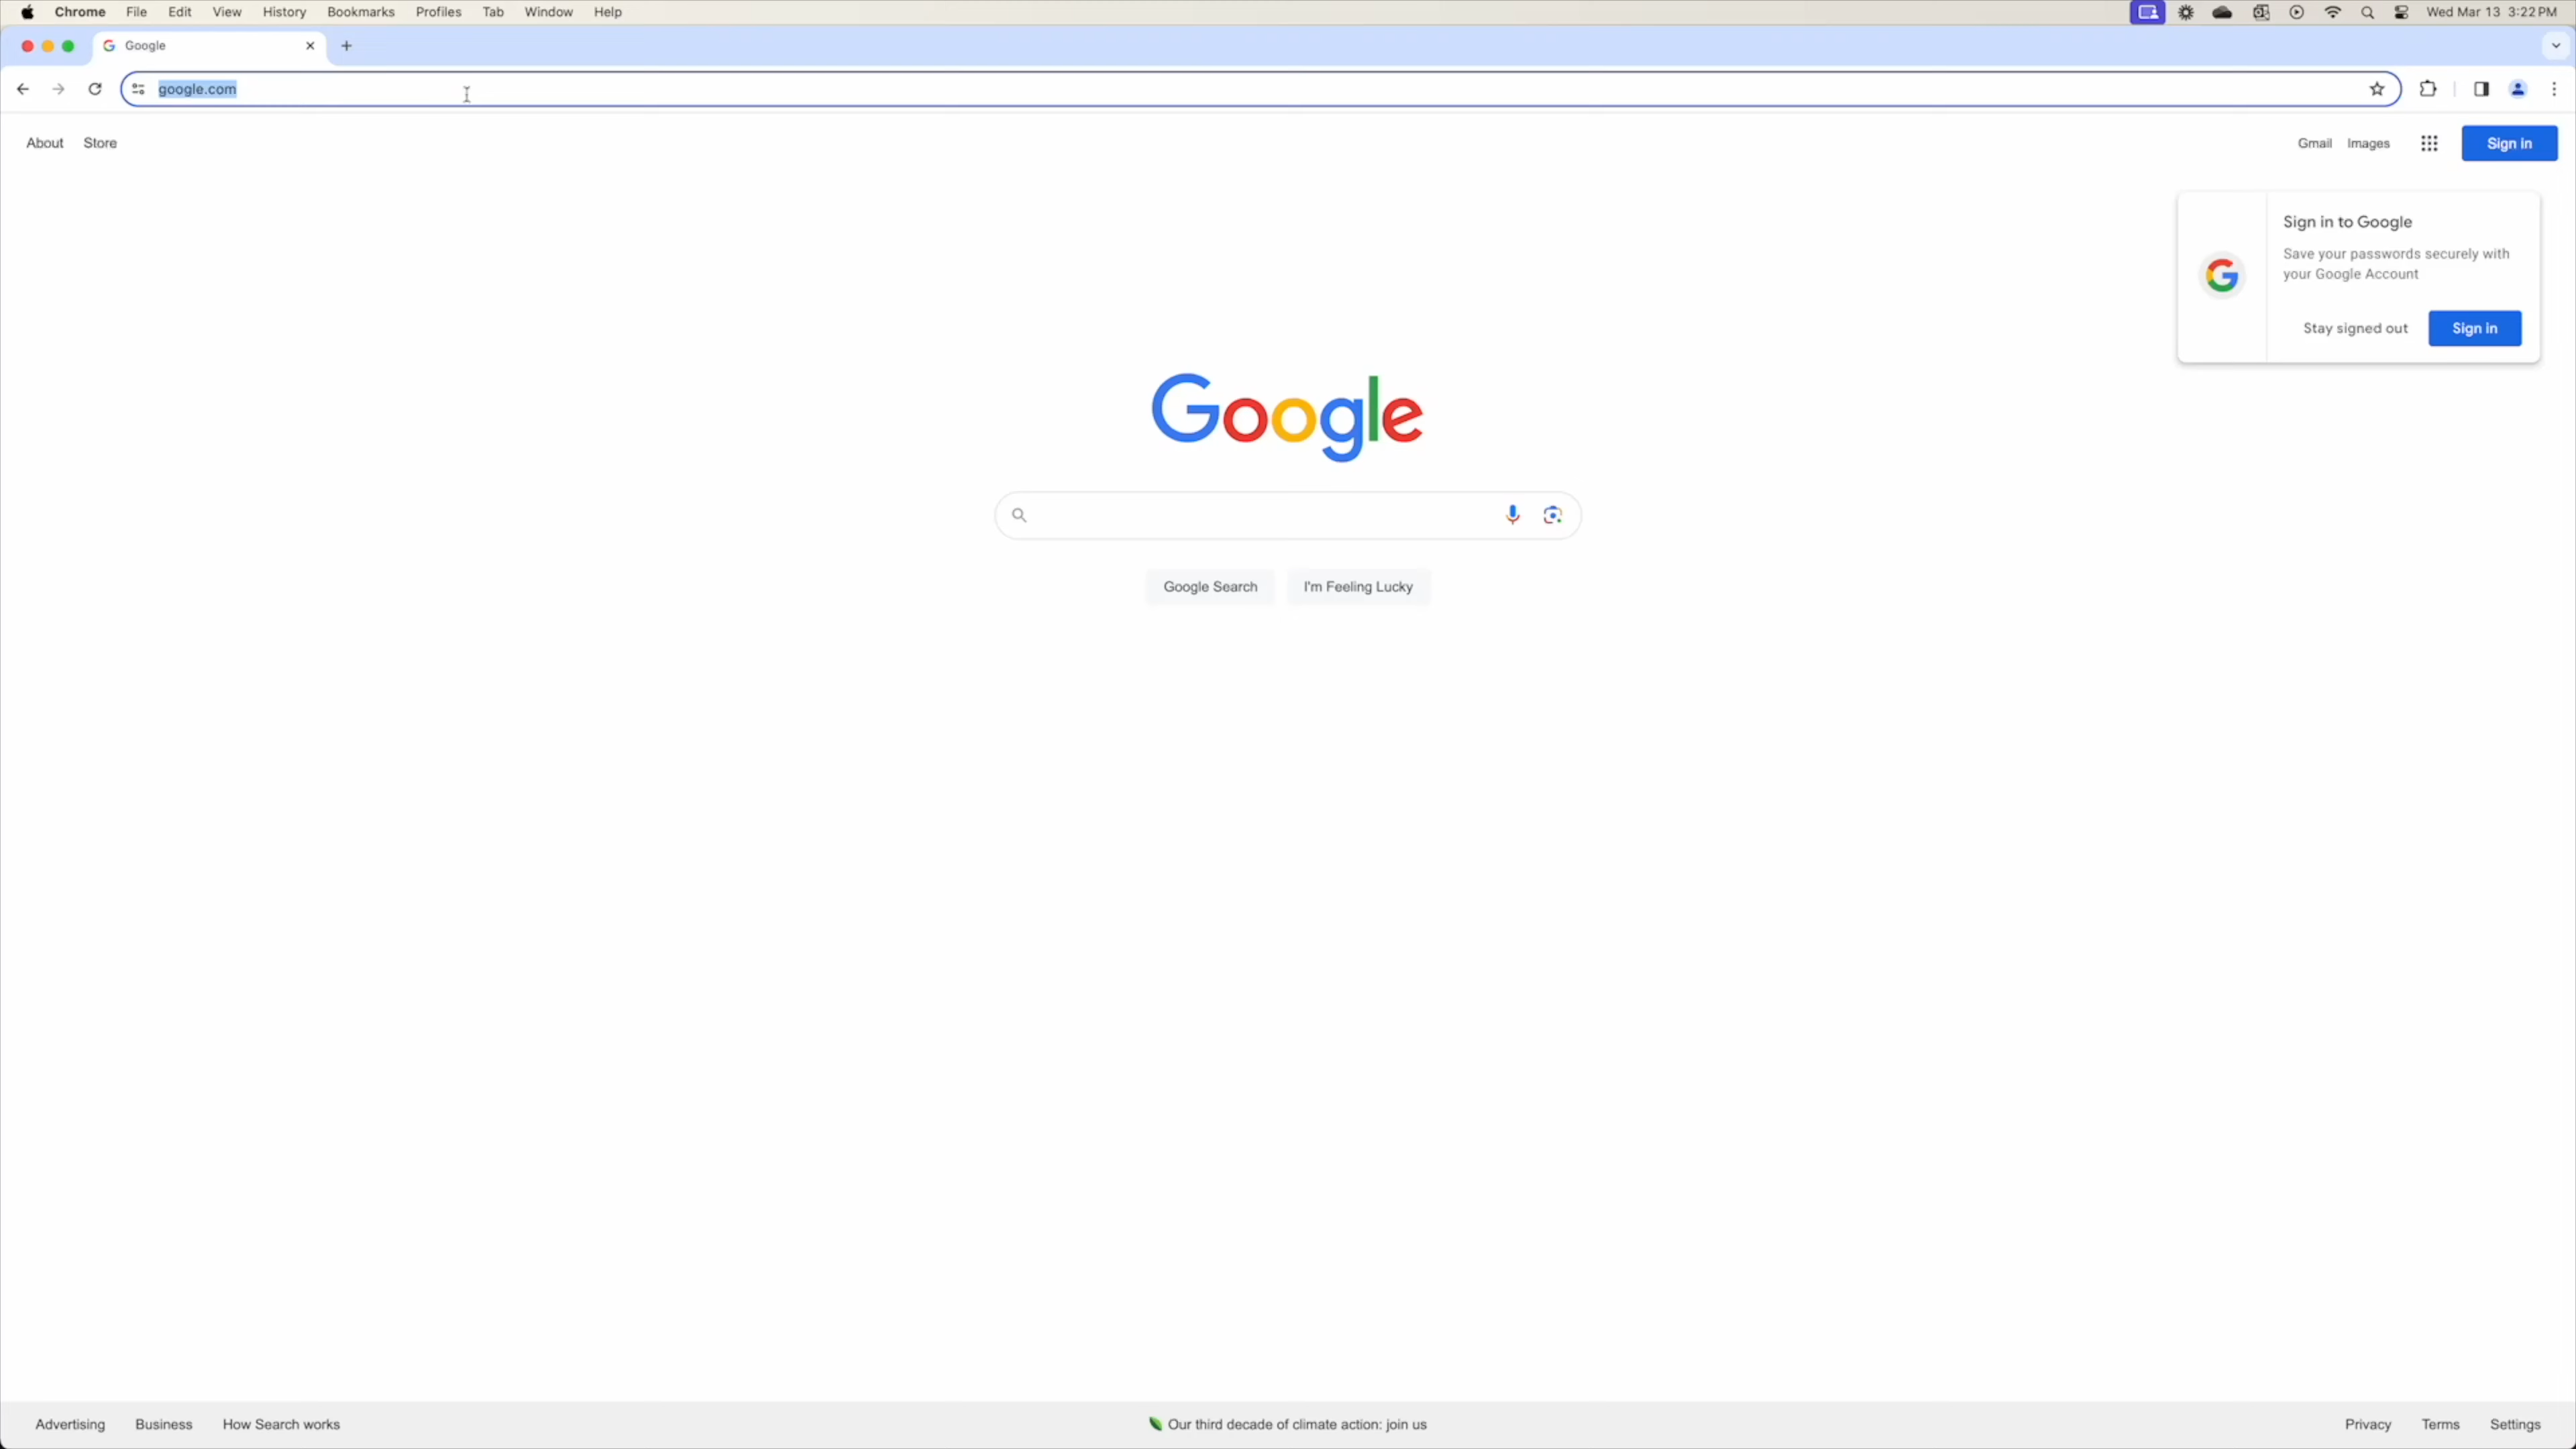 Chrome File Edit View History Bookmarks Profiles Tab Window Help Wed Mar 13 3:22 PM
Google
google.com
About Store Gmail Images Sign in
Sign in to Google
Save your passwords securely with
your Google Account
Stay signed out Sign in
Google
Google Search I'm Feeling Lucky
Advertising Business How Search works Our third decade of climate action: join us Privacy Terms Settings